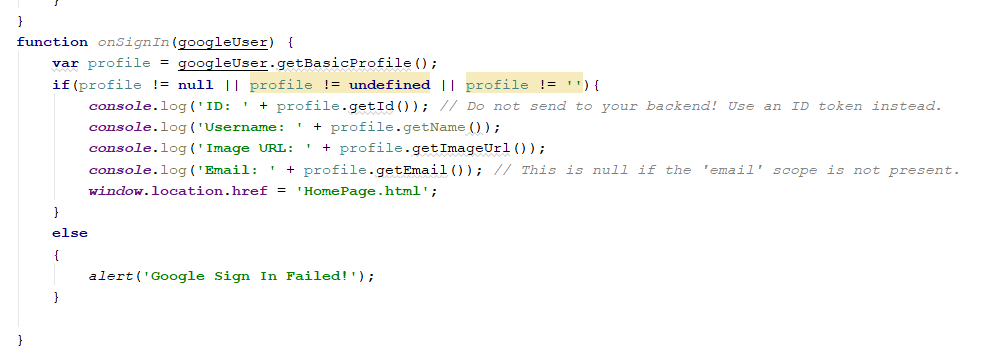 }
}
function onSignIn(googleUser) {
    var profile = googleUser.getBasicProfile();
    if(profile != null || profile != undefined || profile != ''){
        console.log('ID: ' + profile.getId()); // Do not send to your backend! Use an ID token instead.
        console.log('Username: ' + profile.getName());
        console.log('Image URL: ' + profile.getImageUrl());
        console.log('Email: ' + profile.getEmail()); // This is null if the 'email' scope is not present.
        window.location.href = 'HomePage.html';
    }
    else
    {
        alert('Google Sign In Failed!');
    }
}